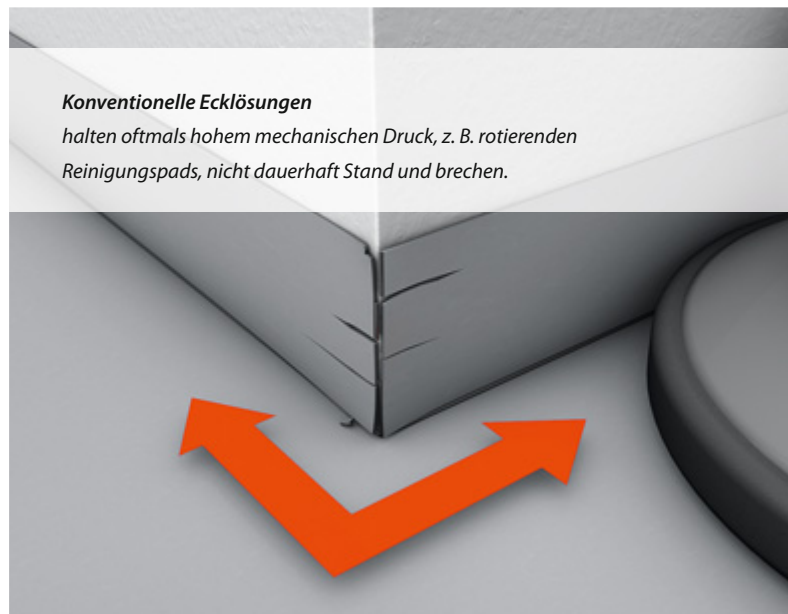 Konventionelle Ecklösungen
halten oftmals hohem mechanischen Druck, z. B. rotierenden
Reinigungspads, nicht dauerhaft Stand und brechen.